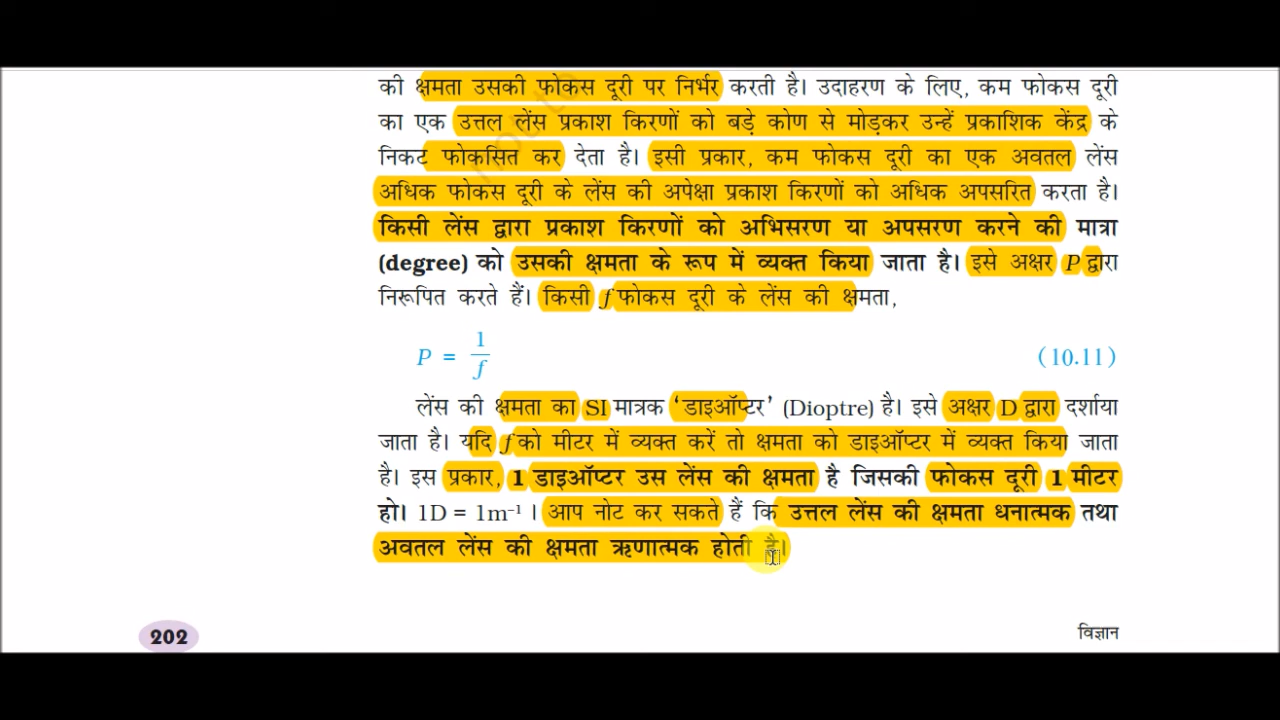 की क्षमता उसकी फोकस दूरी पर निर्भर करती है। उदाहरण के लिए, कम फोकस दूरी
का एक उत्तल लेंस प्रकाश किरणों को बड़े कोण से मोड़कर उन्हें प्रकाशिक केंद्र के
निकट फोकसित कर देता है। इसी प्रकार, कम फोकस दूरी का एक अवतल लेंस
अधिक फोकस दूरी के लेंस की अपेक्षा प्रकाश किरणों को अधिक अपसरित करता है।
किसी लेंस द्वारा प्रकाश किरणों को अभिसरण या अपसरण करने की मात्रा
(degree) को उसकी क्षमता के रूप में व्यक्त किया जाता है। इसे अक्षर P द्वारा
निरूपित करते हैं। किसी f फोकस दूरी के लेंस की क्षमता,
P = 1/f (10.11)
लेंस की क्षमता का SI मात्रक ‘डाइऑप्टर’ (Dioptre) है। इसे अक्षर D द्वारा दर्शाया
जाता है। यदि f को मीटर में व्यक्त करें तो क्षमता को डाइऑप्टर में व्यक्त किया जाता
है। इस प्रकार, 1 डाइऑप्टर उस लेंस की क्षमता है जिसकी फोकस दूरी 1 मीटर
हो। 1D = 1m⁻¹ । आप नोट कर सकते हैं कि उत्तल लेंस की क्षमता धनात्मक तथा
अवतल लेंस की क्षमता ऋणात्मक होती है।
202 विज्ञान
not to